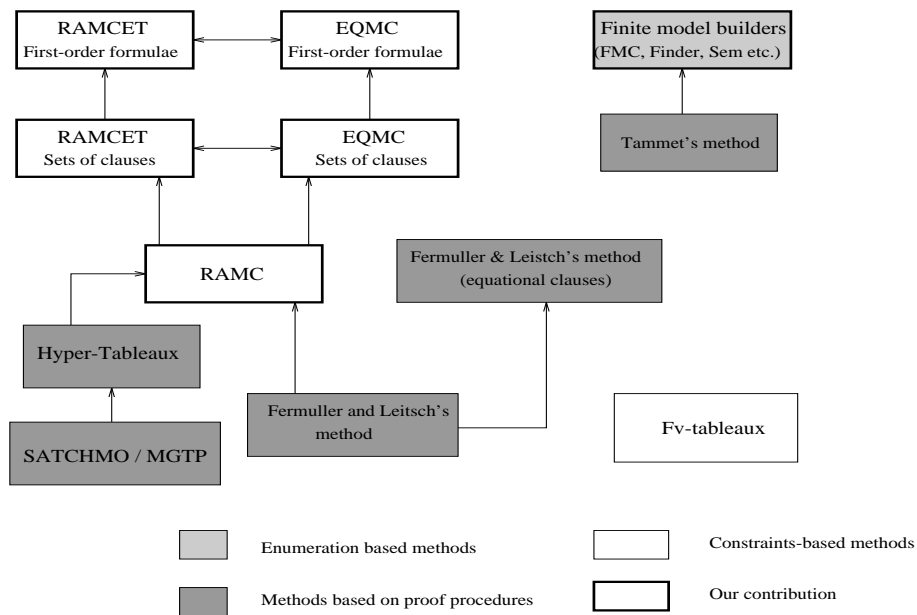 RAMCET
First-order formulae
EQMC
First-order formulae
Finite model builders
(FMC, Finder, Sem etc.)
RAMCET
Sets of clauses
EQMC
Sets of clauses
Tammet's method
RAMC
Fermuller & Leistch's method
(equational clauses)
Hyper-Tableaux
Fermuller and Leitsch's
method
Fv-tableaux
SATCHMO / MGTP
Enumeration based methods
Constraints-based methods
Methods based on proof procedures
Our contribution